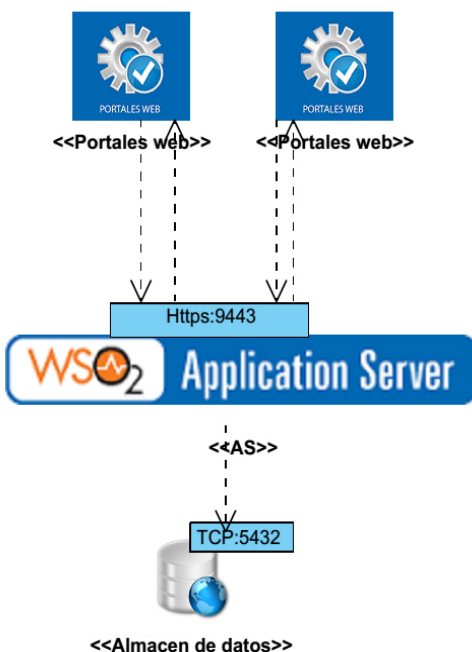 PORTALES WEB
PORTALES WEB
<<Portales web>>
<<Portales web>>
Https:9443
WSO2 Application Server
<<AS>>
TCP:5432
<<Almacen de datos>>